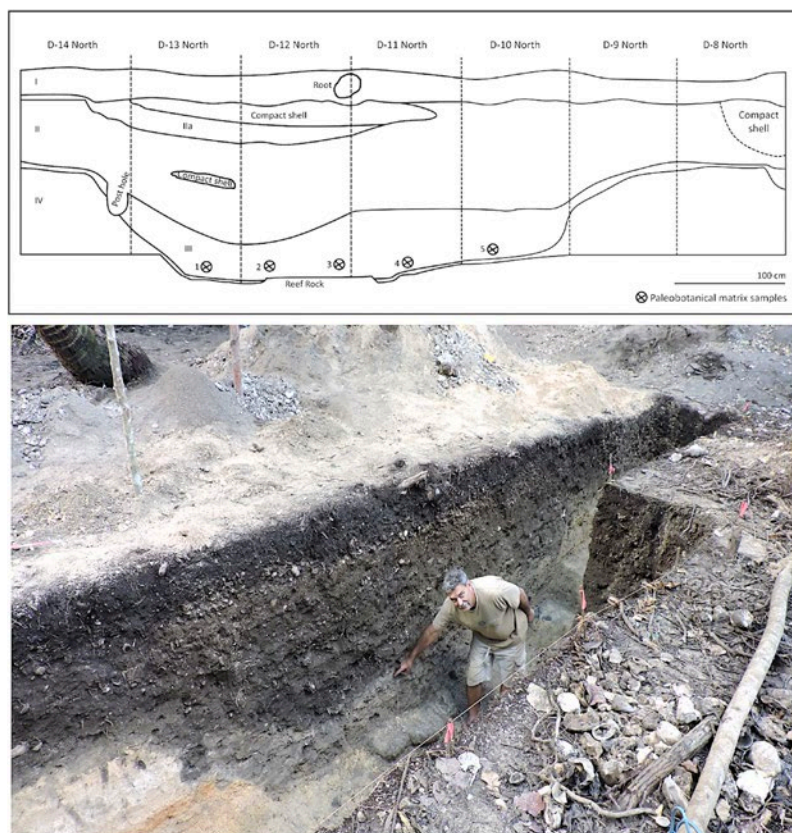 D-14 North D-13 North D-12 North D-11 North D-10 North D-9 North D-8 North
I
Root
Compact shell
Compact shell
II
IIa
Compact shell
Post hole
IV
III
1 2 3 4 5
Reef Rock
100 cm
Paleobotanical matrix samples